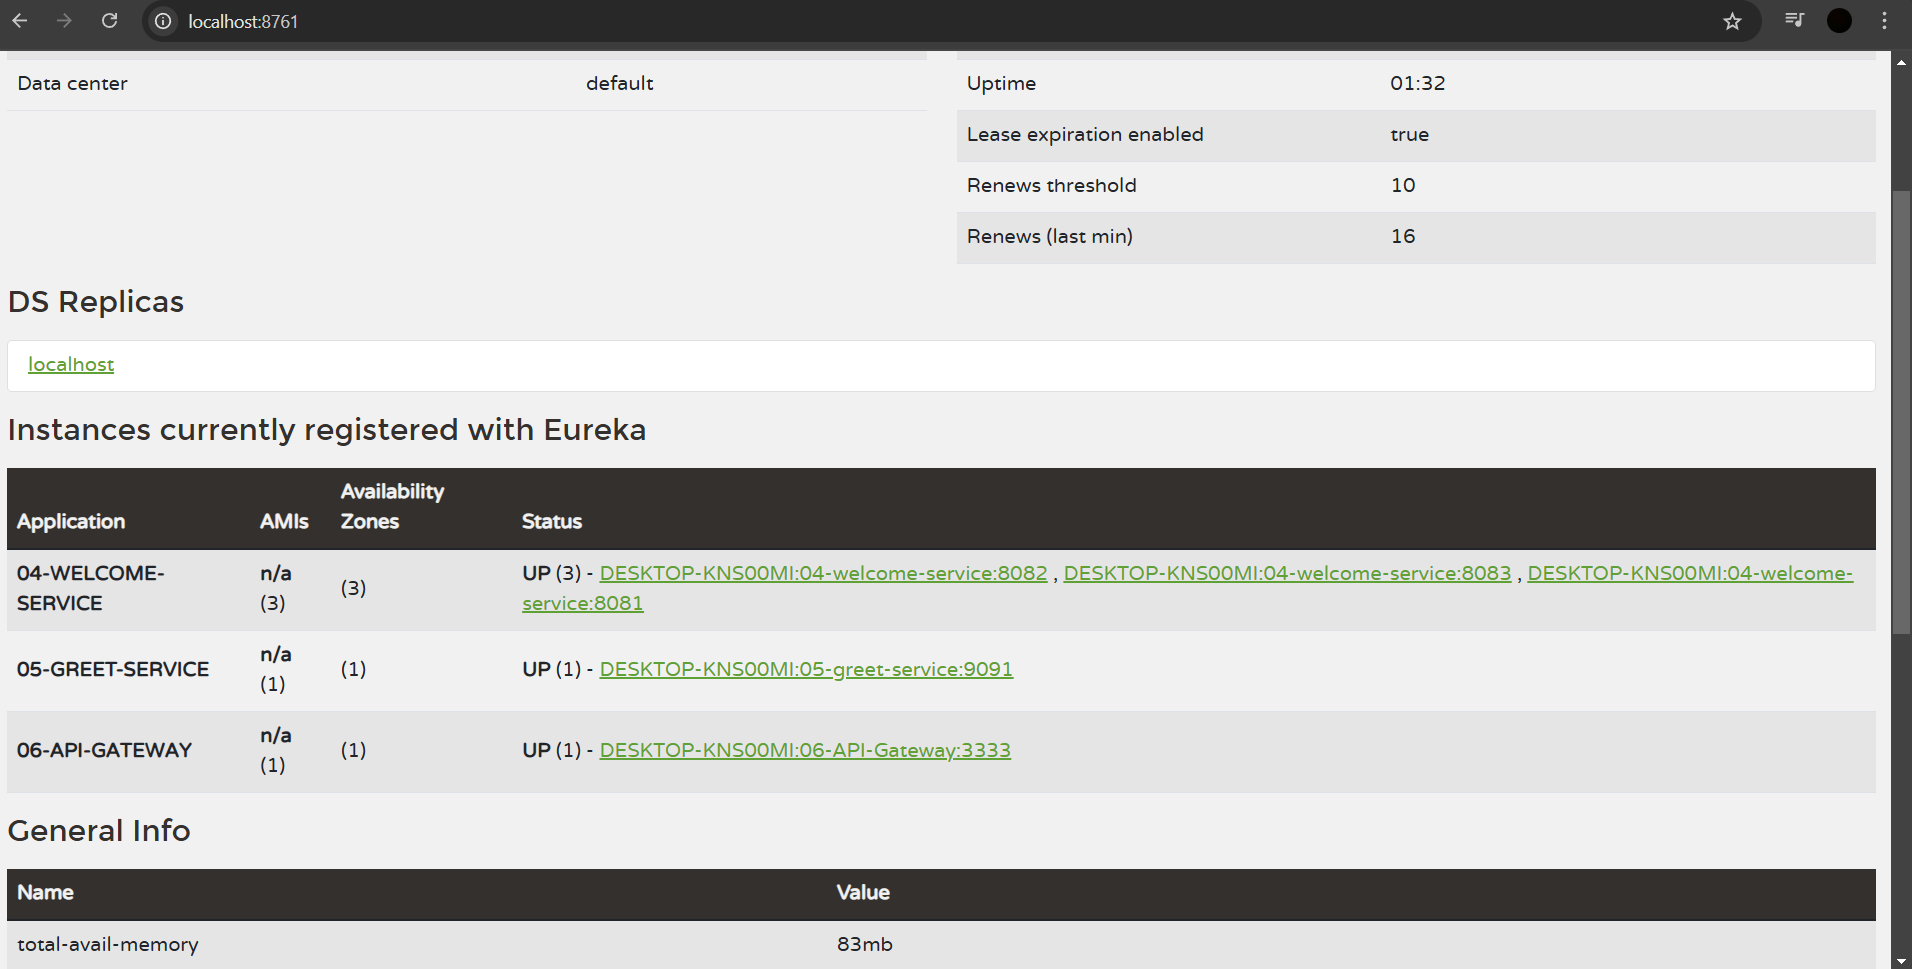 localhost:8761
Data center default
Uptime 01:32
Lease expiration enabled true
Renews threshold 10
Renews (last min) 16
DS Replicas
localhost
Instances currently registered with Eureka
Application AMIs Availability Zones Status
04-WELCOME-SERVICE n/a (3) (3) UP (3) - DESKTOP-KNS00MI:04-welcome-service:8082 , DESKTOP-KNS00MI:04-welcome-service:8083 , DESKTOP-KNS00MI:04-welcome-service:8081
05-GREET-SERVICE n/a (1) (1) UP (1) - DESKTOP-KNS00MI:05-greet-service:9091
06-API-GATEWAY n/a (1) (1) UP (1) - DESKTOP-KNS00MI:06-API-Gateway:3333
General Info
Name Value
total-avail-memory 83mb